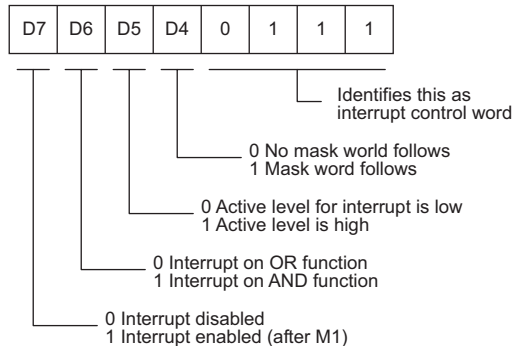 D7 D6 D5 D4 0 1 1 1
Identifies this as
interrupt control word
0 No mask world follows
1 Mask word follows
0 Active level for interrupt is low
1 Active level is high
0 Interrupt on OR function
1 Interrupt on AND function
0 Interrupt disabled
1 Interrupt enabled (after M1)